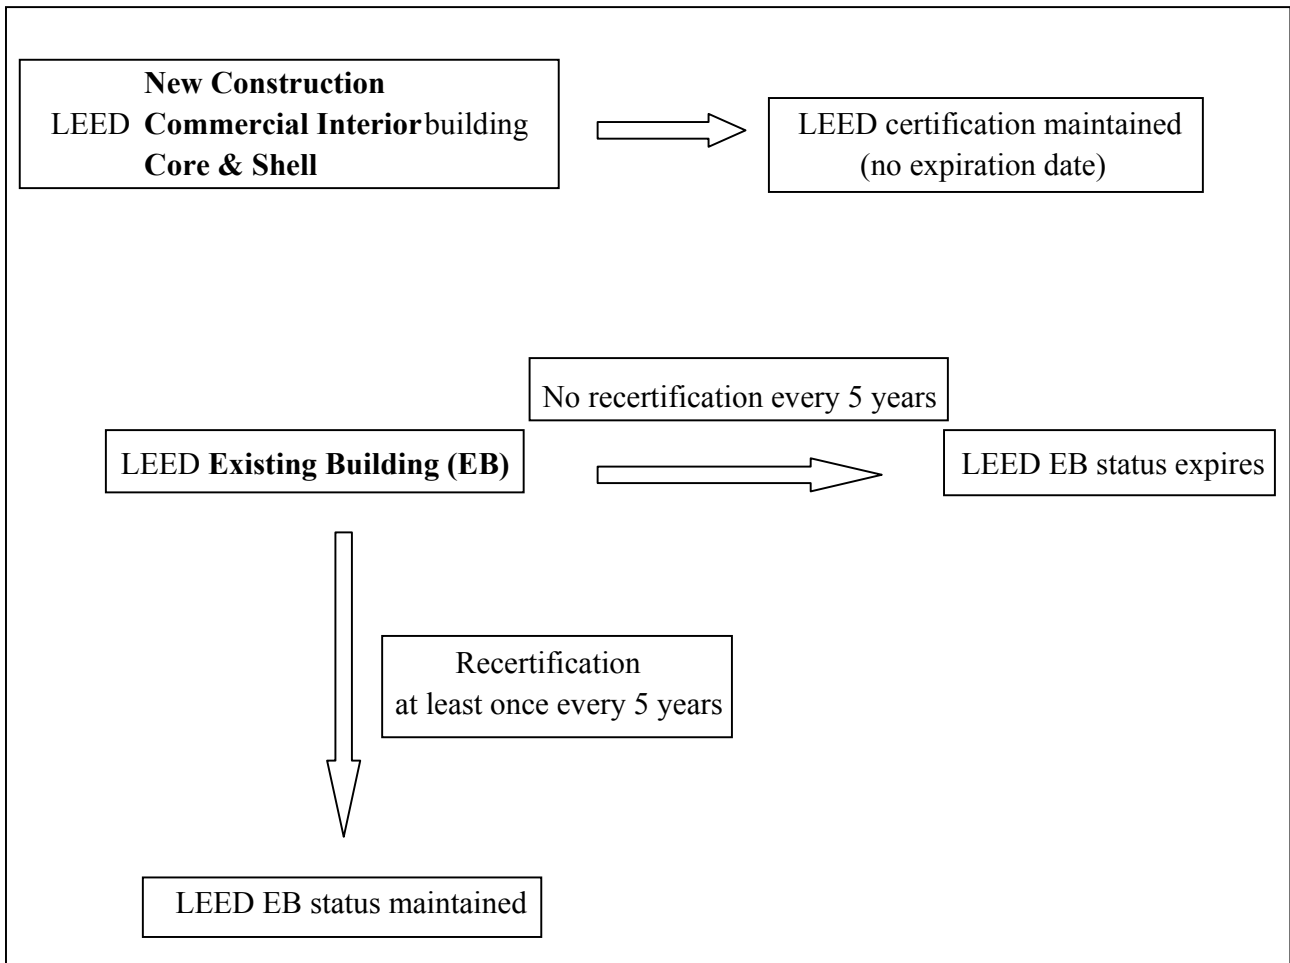 New Construction
LEED Commercial Interior building
Core & Shell
LEED certification maintained
(no expiration date)
No recertification every 5 years
LEED Existing Building (EB)
LEED EB status expires
Recertification
at least once every 5 years
LEED EB status maintained